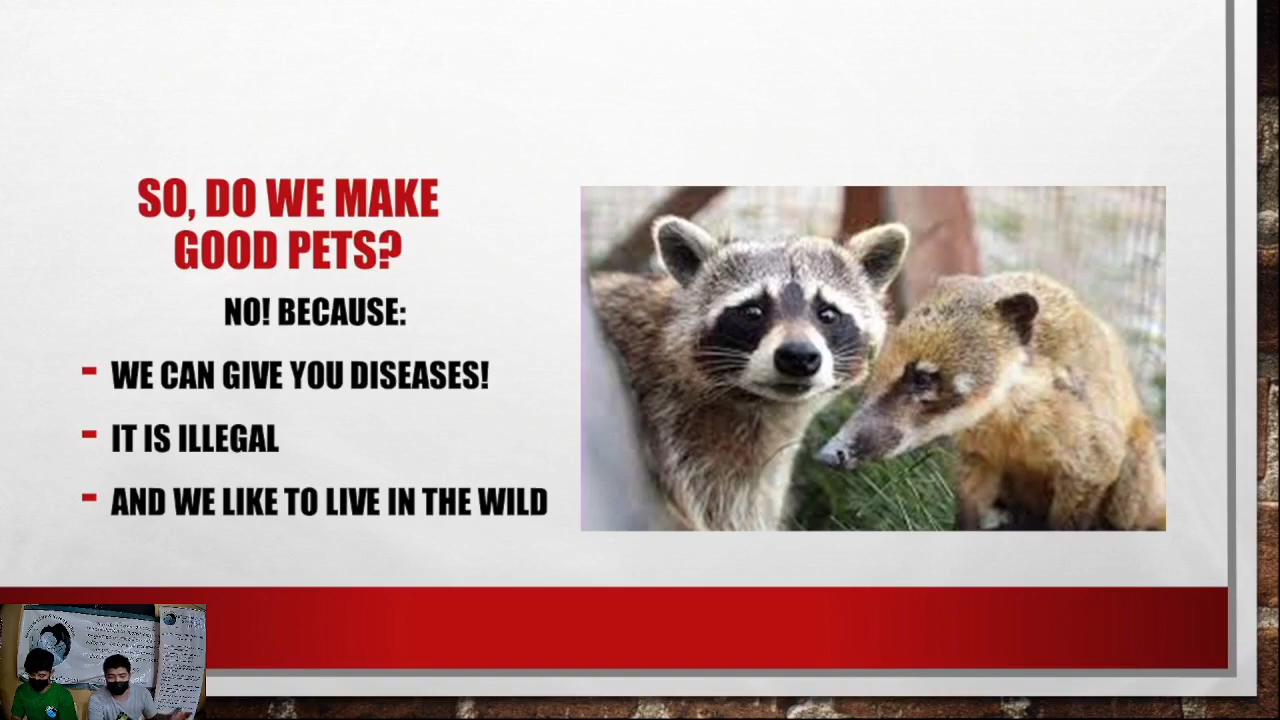 SO, DO WE MAKE
GOOD PETS?
NO! BECAUSE:
- WE CAN GIVE YOU DISEASES!
- IT IS ILLEGAL
- AND WE LIKE TO LIVE IN THE WILD